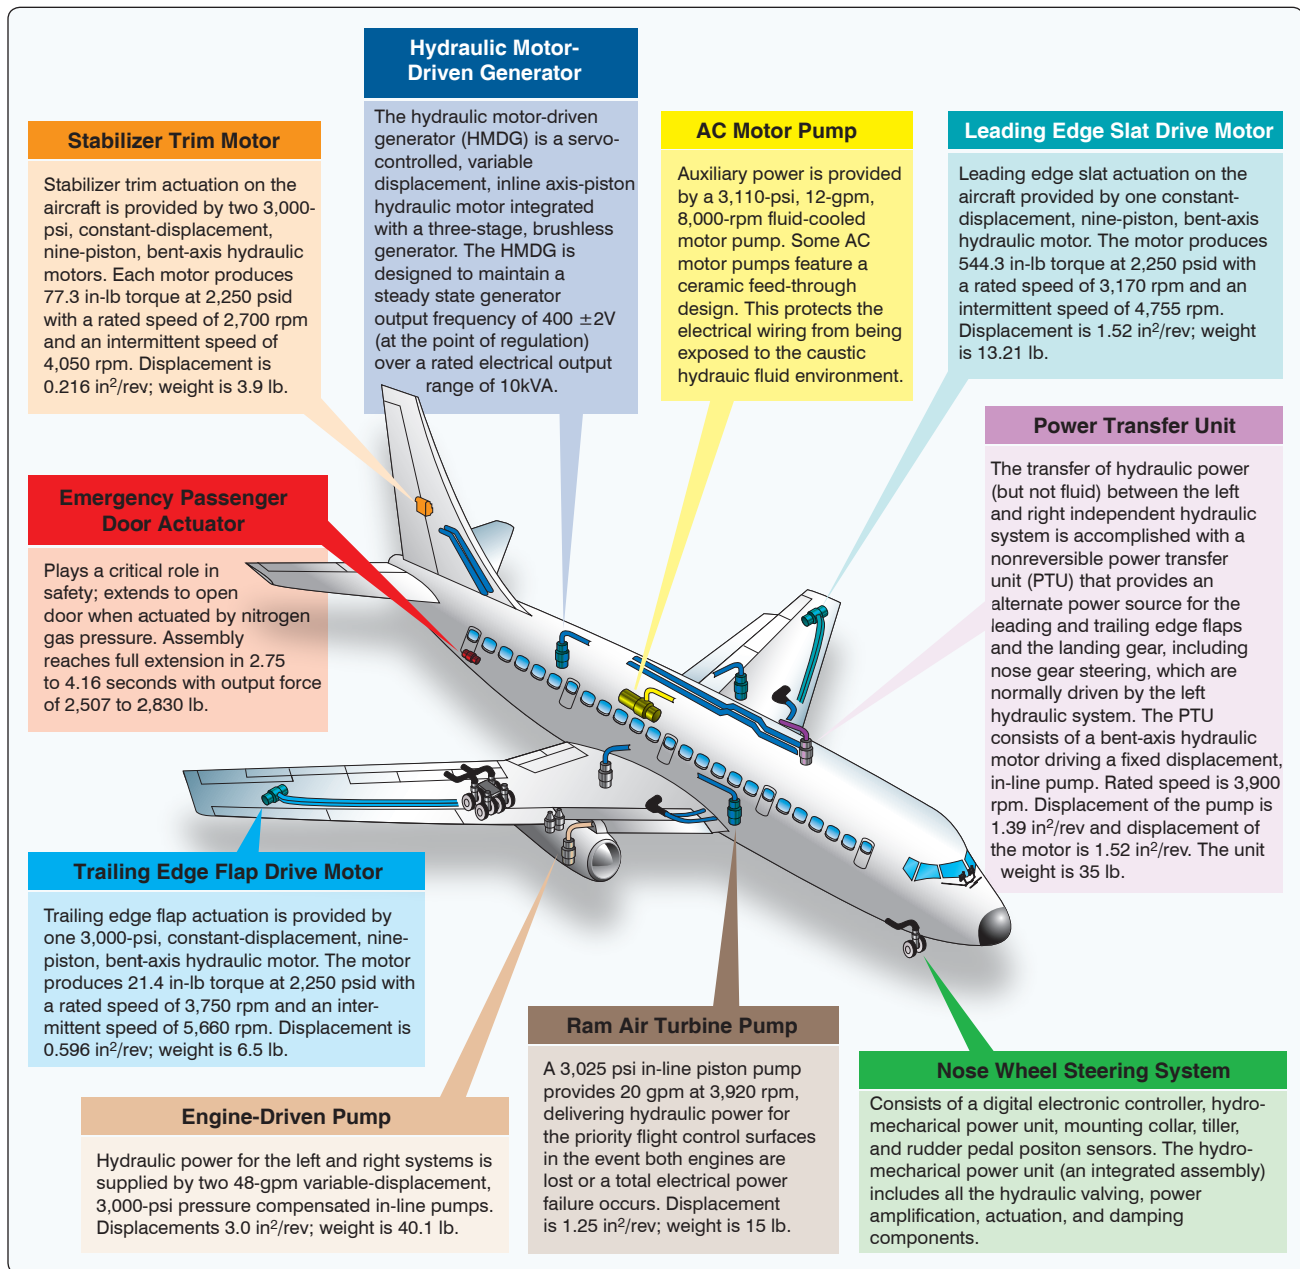 Hydraulic Motor-
Driven Generator
The hydraulic motor-driven
generator (HMDG) is a servo-
controlled, variable
displacement, inline axis-piston
hydraulic motor integrated
with a three-stage, brushless
generator. The HMDG is
designed to maintain a
steady state generator
output frequency of 400 ±2V
(at the point of regulation)
over a rated electrical output
range of 10kVA.
Stabilizer Trim Motor
Stabilizer trim actuation on the
aircraft is provided by two 3,000-
psi, constant-displacement,
nine-piston, bent-axis hydraulic
motors. Each motor produces
77.3 in-lb torque at 2,250 psid
with a rated speed of 2,700 rpm
and an intermittent speed of
4,050 rpm. Displacement is
0.216 in²/rev; weight is 3.9 lb.
AC Motor Pump
Auxiliary power is provided
by a 3,110-psi, 12-gpm,
8,000-rpm fluid-cooled
motor pump. Some AC
motor pumps feature a
ceramic feed-through
design. This protects the
electrical wiring from being
exposed to the caustic
hydrauic fluid environment.
Leading Edge Slat Drive Motor
Leading edge slat actuation on the
aircraft provided by one constant-
displacement, nine-piston, bent-axis
hydraulic motor. The motor produces
544.3 in-lb torque at 2,250 psid with
a rated speed of 3,170 rpm and an
intermittent speed of 4,755 rpm.
Displacement is 1.52 in²/rev; weight
is 13.21 lb.
Power Transfer Unit
The transfer of hydraulic power
(but not fluid) between the left
and right independent hydraulic
system is accomplished with a
nonreversible power transfer
unit (PTU) that provides an
alternate power source for the
leading and trailing edge flaps
and the landing gear, including
nose gear steering, which are
normally driven by the left
hydraulic system. The PTU
consists of a bent-axis hydraulic
motor driving a fixed displacement,
in-line pump. Rated speed is 3,900
rpm. Displacement of the pump is
1.39 in²/rev and displacement of
the motor is 1.52 in²/rev. The unit
weight is 35 lb.
Emergency Passenger
Door Actuator
Plays a critical role in
safety; extends to open
door when actuated by nitrogen
gas pressure. Assembly
reaches full extension in 2.75
to 4.16 seconds with output force
of 2,507 to 2,830 lb.
Trailing Edge Flap Drive Motor
Trailing edge flap actuation is provided by
one 3,000-psi, constant-displacement, nine-
piston, bent-axis hydraulic motor. The motor
produces 21.4 in-lb torque at 2,250 psid with
a rated speed of 3,750 rpm and an inter-
mittent speed of 5,660 rpm. Displacement is
0.596 in²/rev; weight is 6.5 lb.
Engine-Driven Pump
Hydraulic power for the left and right systems is
supplied by two 48-gpm variable-displacement,
3,000-psi pressure compensated in-line pumps.
Displacements 3.0 in²/rev; weight is 40.1 lb.
Ram Air Turbine Pump
A 3,025 psi in-line piston pump
provides 20 gpm at 3,920 rpm,
delivering hydraulic power for
the priority flight control surfaces
in the event both engines are
lost or a total electrical power
failure occurs. Displacement
is 1.25 in²/rev; weight is 15 lb.
Nose Wheel Steering System
Consists of a digital electronic controller, hydro-
mecharical power unit, mounting collar, tiller,
and rudder pedal positon sensors. The hydro-
mecharical power unit (an integrated assembly)
includes all the hydraulic valving, power
amplification, actuation, and damping
components.